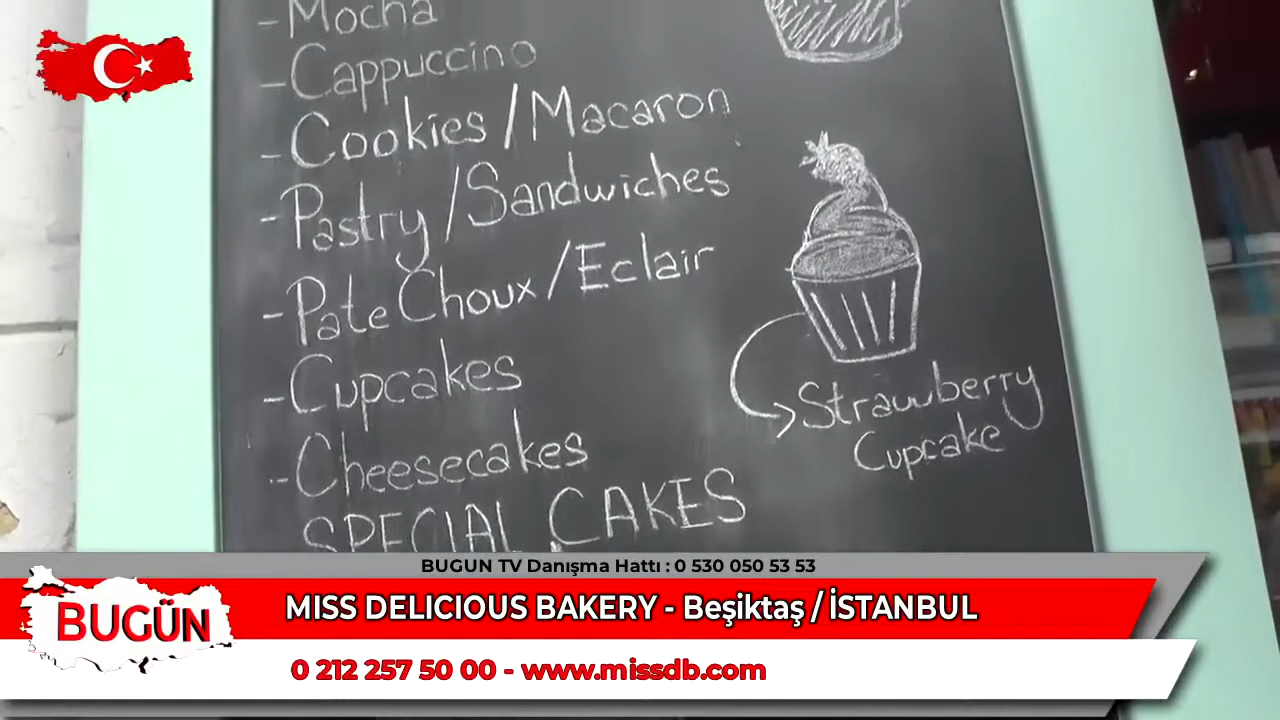 -Mocha
-Cappuccino
-Cookies/Macaron
-Pastry/Sandwiches
-Pate Choux/Eclair
-Cupcakes
-Cheesecakes
SPECIAL CAKES
Strawberry
Cupcake
BUGUN TV Danışma Hattı : 0 530 050 53 53
BUGÜN
MISS DELICIOUS BAKERY - Beşiktaş / İSTANBUL
0 212 257 50 00 - www.missdb.com